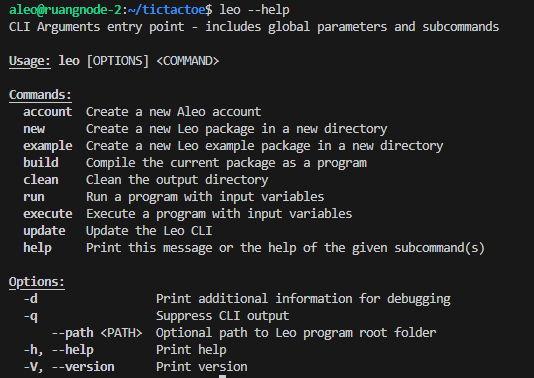 aleo@ruangnode-2:~/tictactoe$ leo --help
CLI Arguments entry point - includes global parameters and subcommands
Usage: leo [OPTIONS] <COMMAND>
Commands:
account  Create a new Aleo account
new      Create a new Leo package in a new directory
example  Create a new Leo example package in a new directory
build    Compile the current package as a program
clean    Clean the output directory
run      Run a program with input variables
execute  Execute a program with input variables
update   Update the Leo CLI
help     Print this message or the help of the given subcommand(s)
Options:
-d               Print additional information for debugging
-q               Suppress CLI output
--path <PATH>  Optional path to Leo program root folder
-h, --help       Print help
-V, --version    Print version